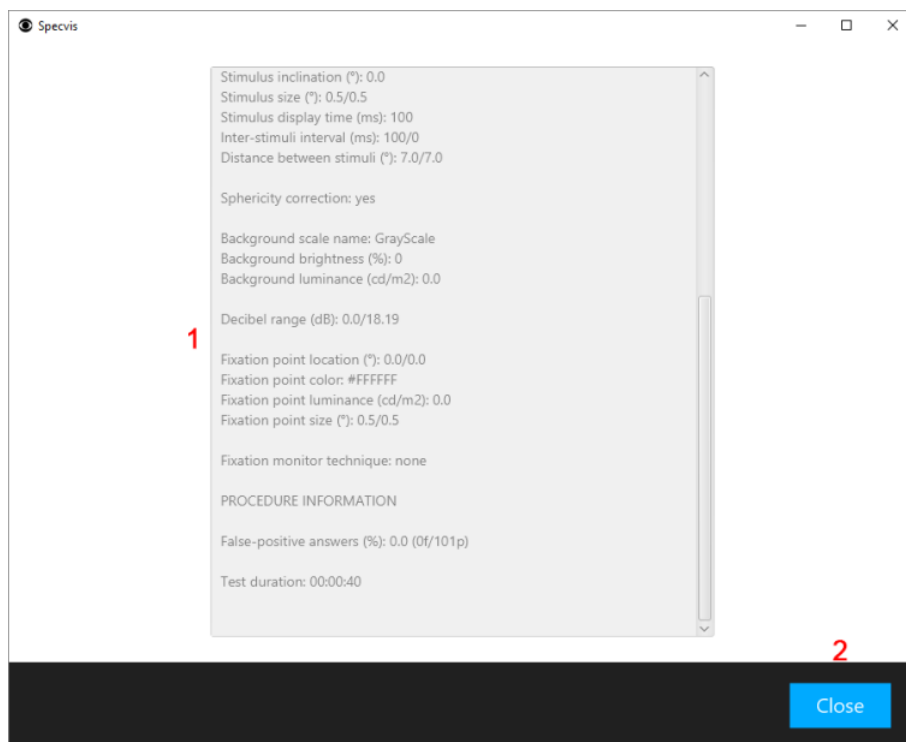 Specvis
Stimulus inclination (°): 0.0
Stimulus size (°): 0.5/0.5
Stimulus display time (ms): 100
Inter-stimuli interval (ms): 100/0
Distance between stimuli (°): 7.0/7.0
Sphericity correction: yes
Background scale name: GrayScale
Background brightness (%): 0
Background luminance (cd/m2): 0.0
Decibel range (dB): 0.0/18.19
1
Fixation point location (°): 0.0/0.0
Fixation point color: #FFFFFF
Fixation point luminance (cd/m2): 0.0
Fixation point size (°): 0.5/0.5
Fixation monitor technique: none
PROCEDURE INFORMATION
False-positive answers (%): 0.0 (0f/101p)
Test duration: 00:00:40
2
Close